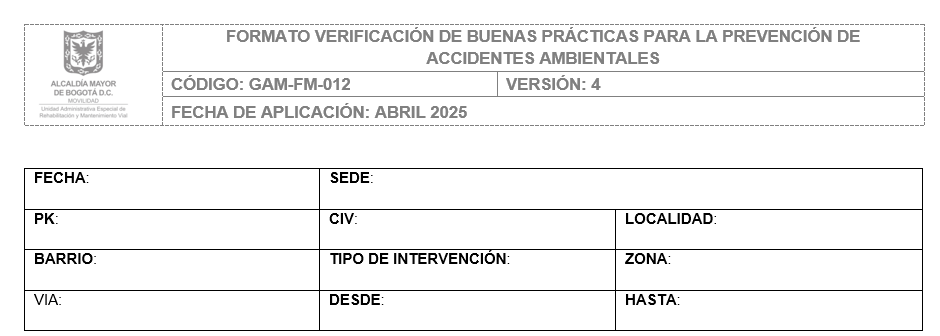 FORMATO VERIFICACIÓN DE BUENAS PRÁCTICAS PARA LA PREVENCIÓN DE
ACCIDENTES AMBIENTALES
ALCALDÍA MAYOR
DE BOGOTÁ D.C.
MOVILIDAD
Unidad Administrativa Especial de
Rehabilitación y Mantenimiento Vial
CÓDIGO: GAM-FM-012 VERSIÓN: 4
FECHA DE APLICACIÓN: ABRIL 2025
FECHA: SEDE:
PK: CIV: LOCALIDAD:
BARRIO: TIPO DE INTERVENCIÓN: ZONA:
VIA: DESDE: HASTA: